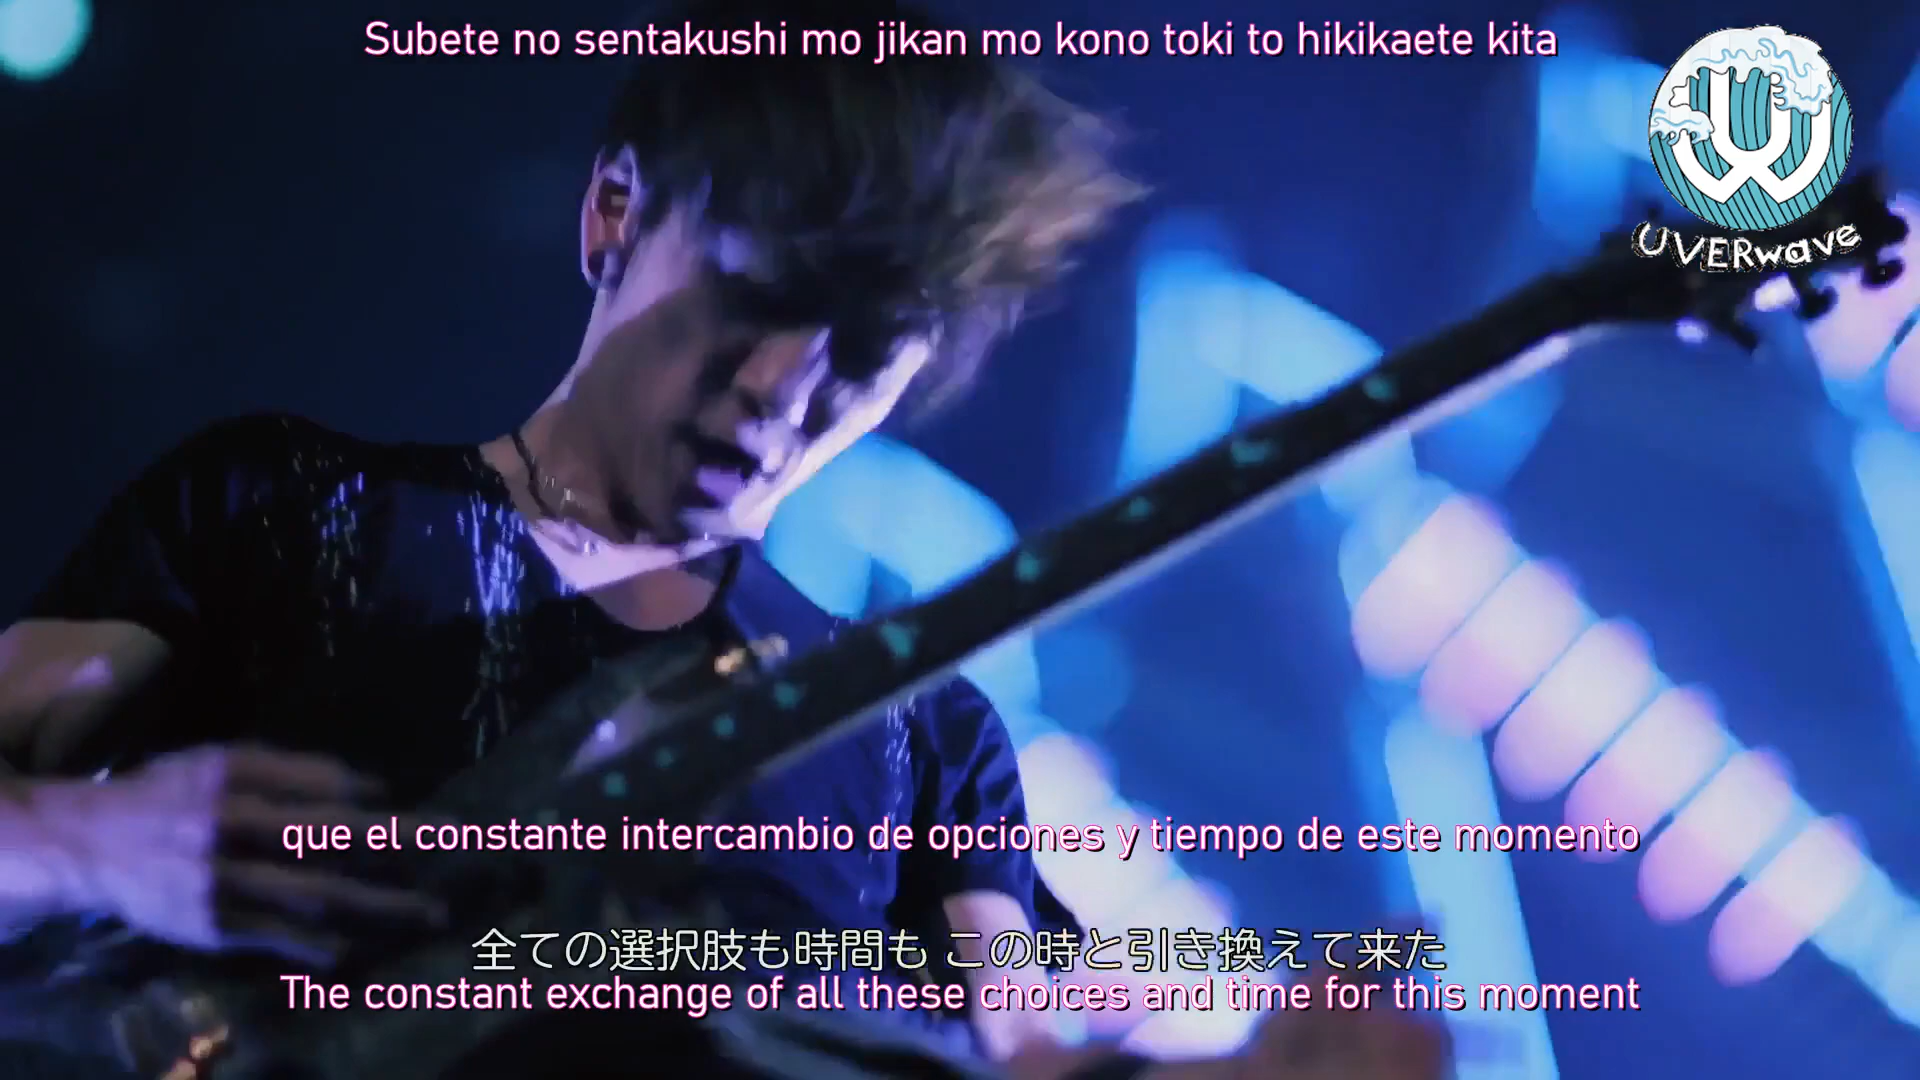 Subete no sentakushi mo jikan mo kono toki to hikikaete kita
UVERwave
que el constante intercambio de opciones y tiempo de este momento
全ての選択肢も時間も この時と引き換えて来た
The constant exchange of all these choices and time for this moment